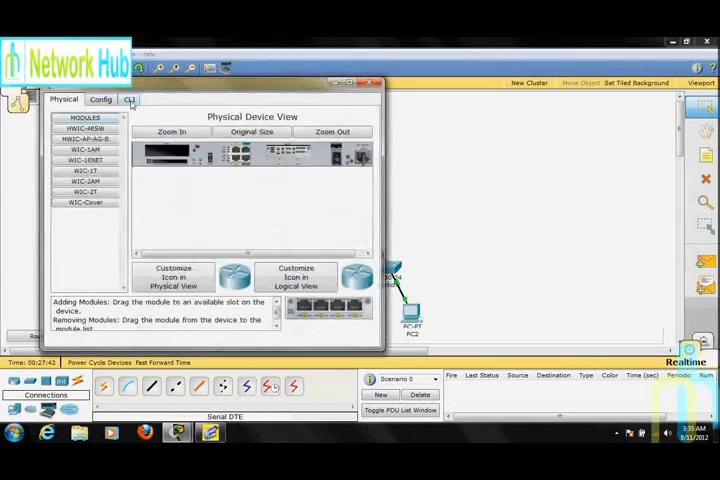 Network Hub
New Cluster
Move Object
Set Tiled Background
Viewport
Physical
Config
CLI
MODULES
HWIC-4ESW
HWIC-AP-AG-B
WIC-1AM
WIC-1ENET
WIC-1T
WIC-2AM
WIC-2T
WIC-Cover
Physical Device View
Zoom In
Original Size
Zoom Out
Customize
Icon in
Physical View
Customize
Icon in
Logical View
Adding Modules: Drag the module to an available slot on the
device.
Removing Modules: Drag the module from the device to the
module list.
PC-PT
PC2
Time: 00:27:43
Power Cycle Devices
Fast Forward Time
Realtime
Connections
Serial DTE
Scenario 0
New
Delete
Toggle PDU List Window
Fire
Last Status
Source
Destination
Type
Color
Time (sec)
Periodic
Num
3:35 AM
8/11/2012